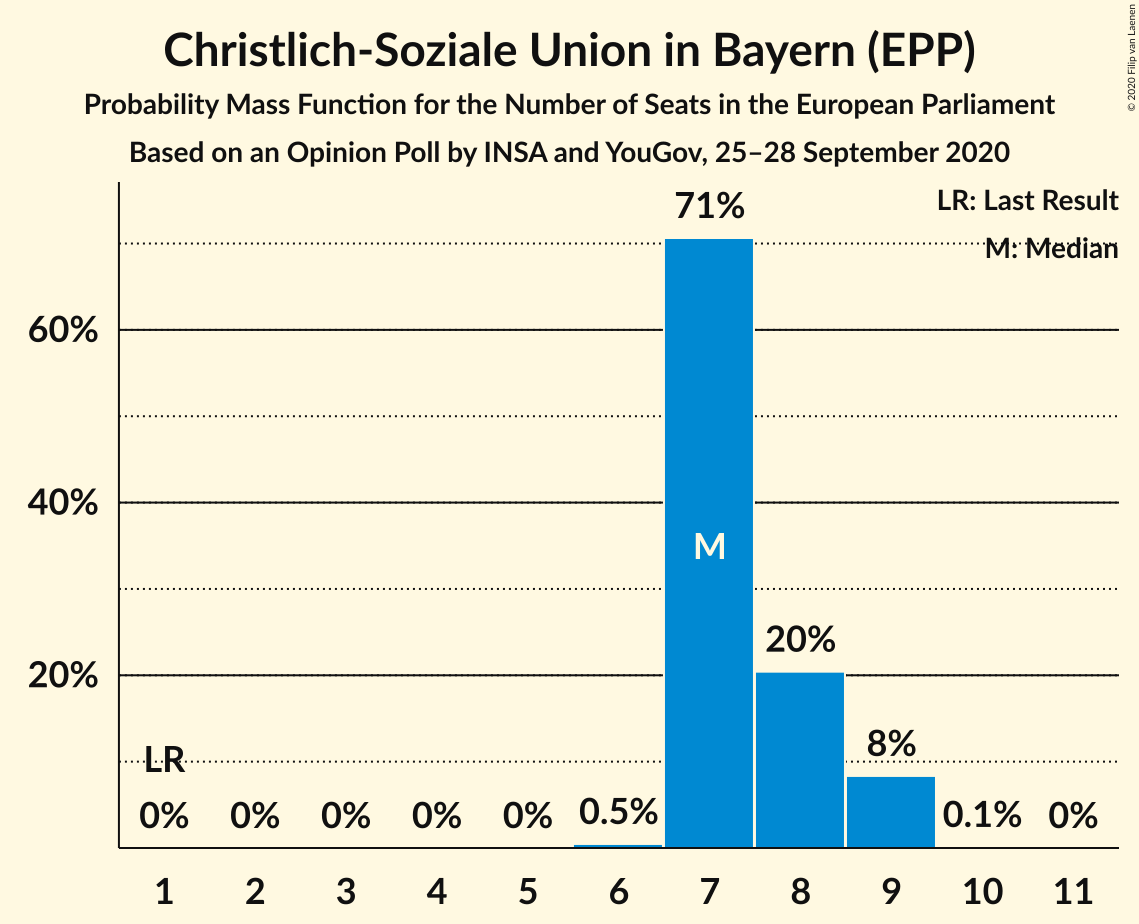 Christlich-Soziale Union in Bayern (EPP)
Probability Mass Function for the Number of Seats in the European Parliament
Based on an Opinion Poll by INSA and YouGov, 25–28 September 2020
© 2020 Filip van Laenen
LR: Last Result
M: Median
71%
60%
40%
M
20%
20%
8%
LR
0% 0% 0% 0% 0% 0.5% 0.1% 0%
1 2 3 4 5 6 7 8 9 10 11